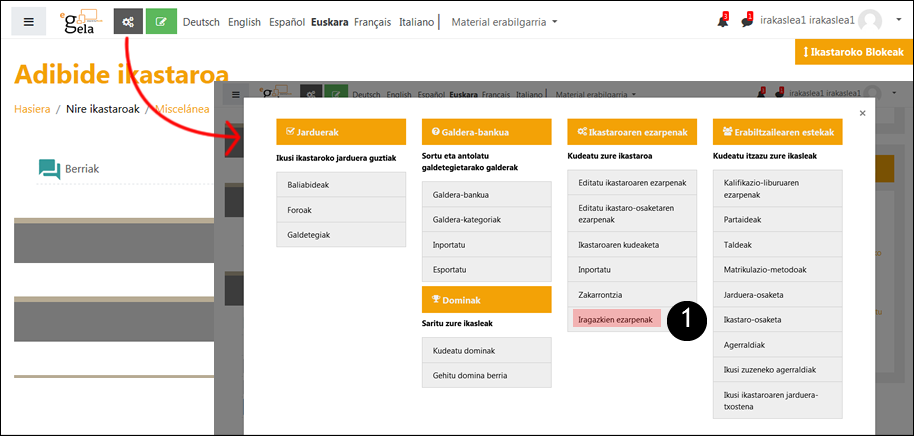 eGela
Deutsch English Español Euskara Français Italiano
Material erabilgarria
3
1
irakaslea1 irakaslea1
Ikastaroko Blokeak
Adibide ikastaroa
Hasiera / Nire ikastaroak / Miscelánea
Berriak
Deutsch English Español Euskara Français Italiano
Material erabilgarria
irakaslea1 irakaslea1
×
Jarduerak
Ikusi ikastaroko jarduera guztiak
Baliabideak
Foroak
Galdetegiak
Galdera-bankua
Sortu eta antolatu
galdetegietarako galderak
Galdera-bankua
Galdera-kategoriak
Inportatu
Esportatu
Dominak
Saritu zure ikasleak
Kudeatu dominak
Gehitu domina berria
Ikastaroaren ezarpenak
Kudeatu zure ikastaroa
Editatu ikastaroaren ezarpenak
Editatu ikastaro-osaketaren
ezarpenak
Ikastaroaren kudeaketa
Inportatu
Zakarrontzia
Iragazkien ezarpenak
1
Erabiltzailearen estekak
Kudeatu itzazu zure ikasleak
Kalifikazio-liburuaren
ezarpenak
Partaideak
Taldeak
Matrikulazio-metodoak
Jarduera-osaketa
Ikastaro-osaketa
Agerraldiak
Ikusi zuzeneko agerraldiak
Ikusi ikastaroaren jarduera-
txostena